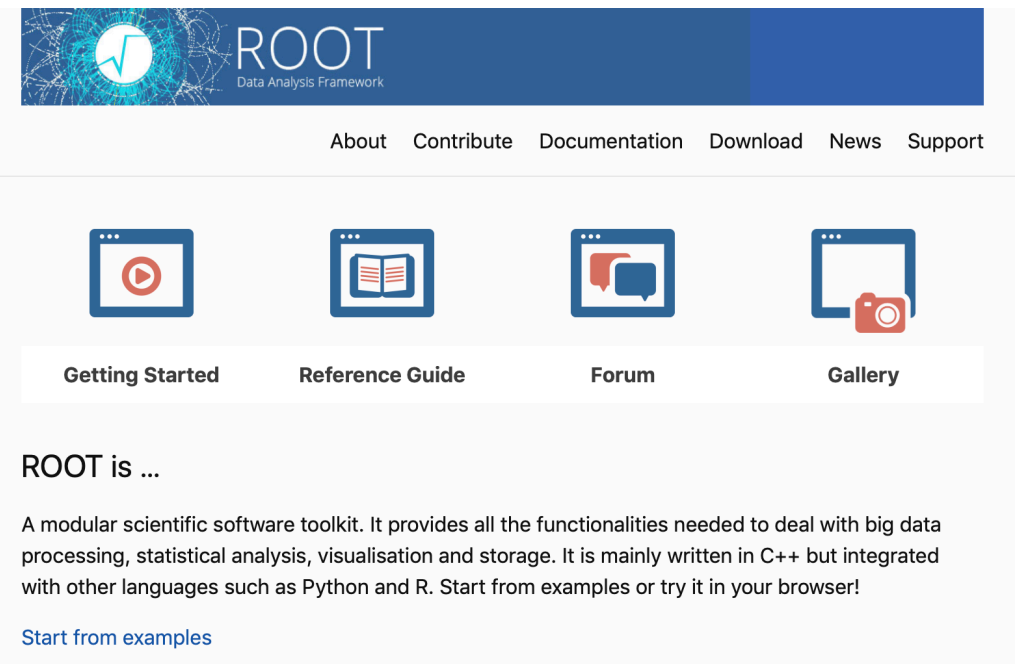 ROOT
Data Analysis Framework
About Contribute Documentation Download News Support
Getting Started Reference Guide Forum Gallery
ROOT is ...
A modular scientific software toolkit. It provides all the functionalities needed to deal with big data
processing, statistical analysis, visualisation and storage. It is mainly written in C++ but integrated
with other languages such as Python and R. Start from examples or try it in your browser!
Start from examples